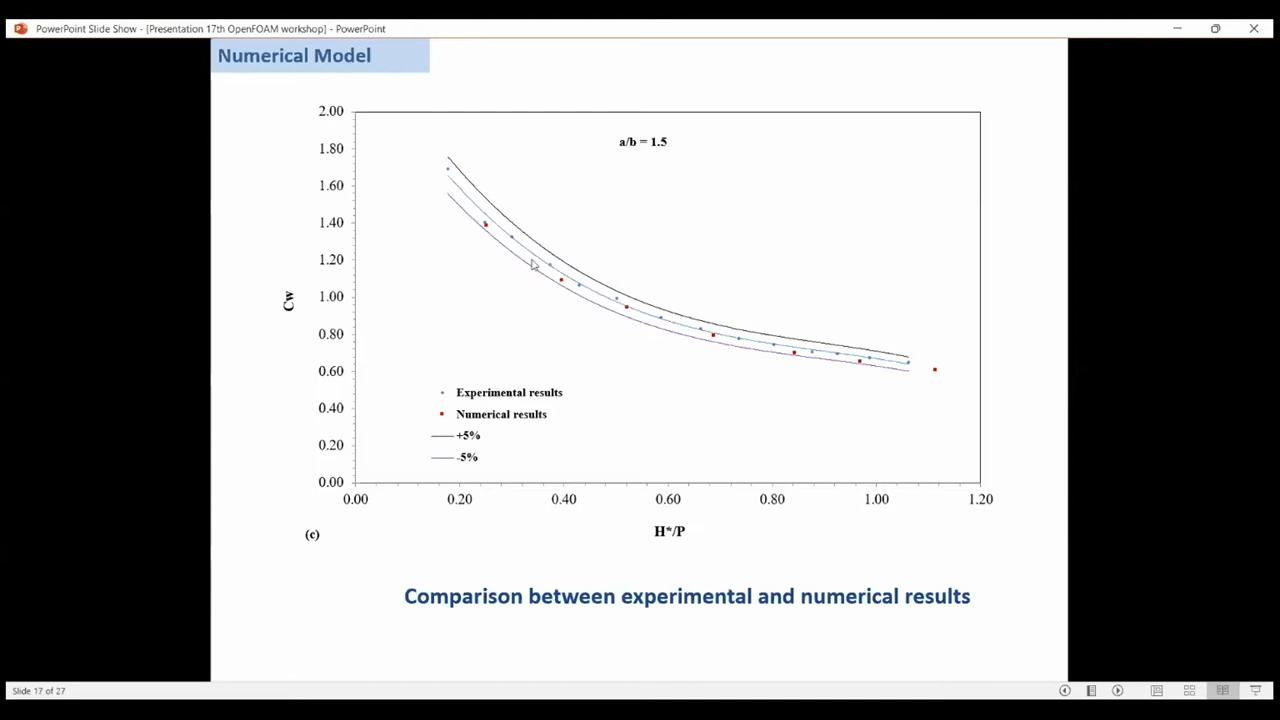 PowerPoint Slide Show - [Presentation 17th OpenFOAM workshop] - PowerPoint
Numerical Model
2.00
1.80
1.60
1.40
1.20
1.00
0.80
0.60
0.40
0.20
0.00
a/b = 1.5
Cw
Experimental results
Numerical results
+5%
-5%
0.00 0.20 0.40 0.60 0.80 1.00 1.20
H*/P
(c)
Comparison between experimental and numerical results
Slide 17 of 27